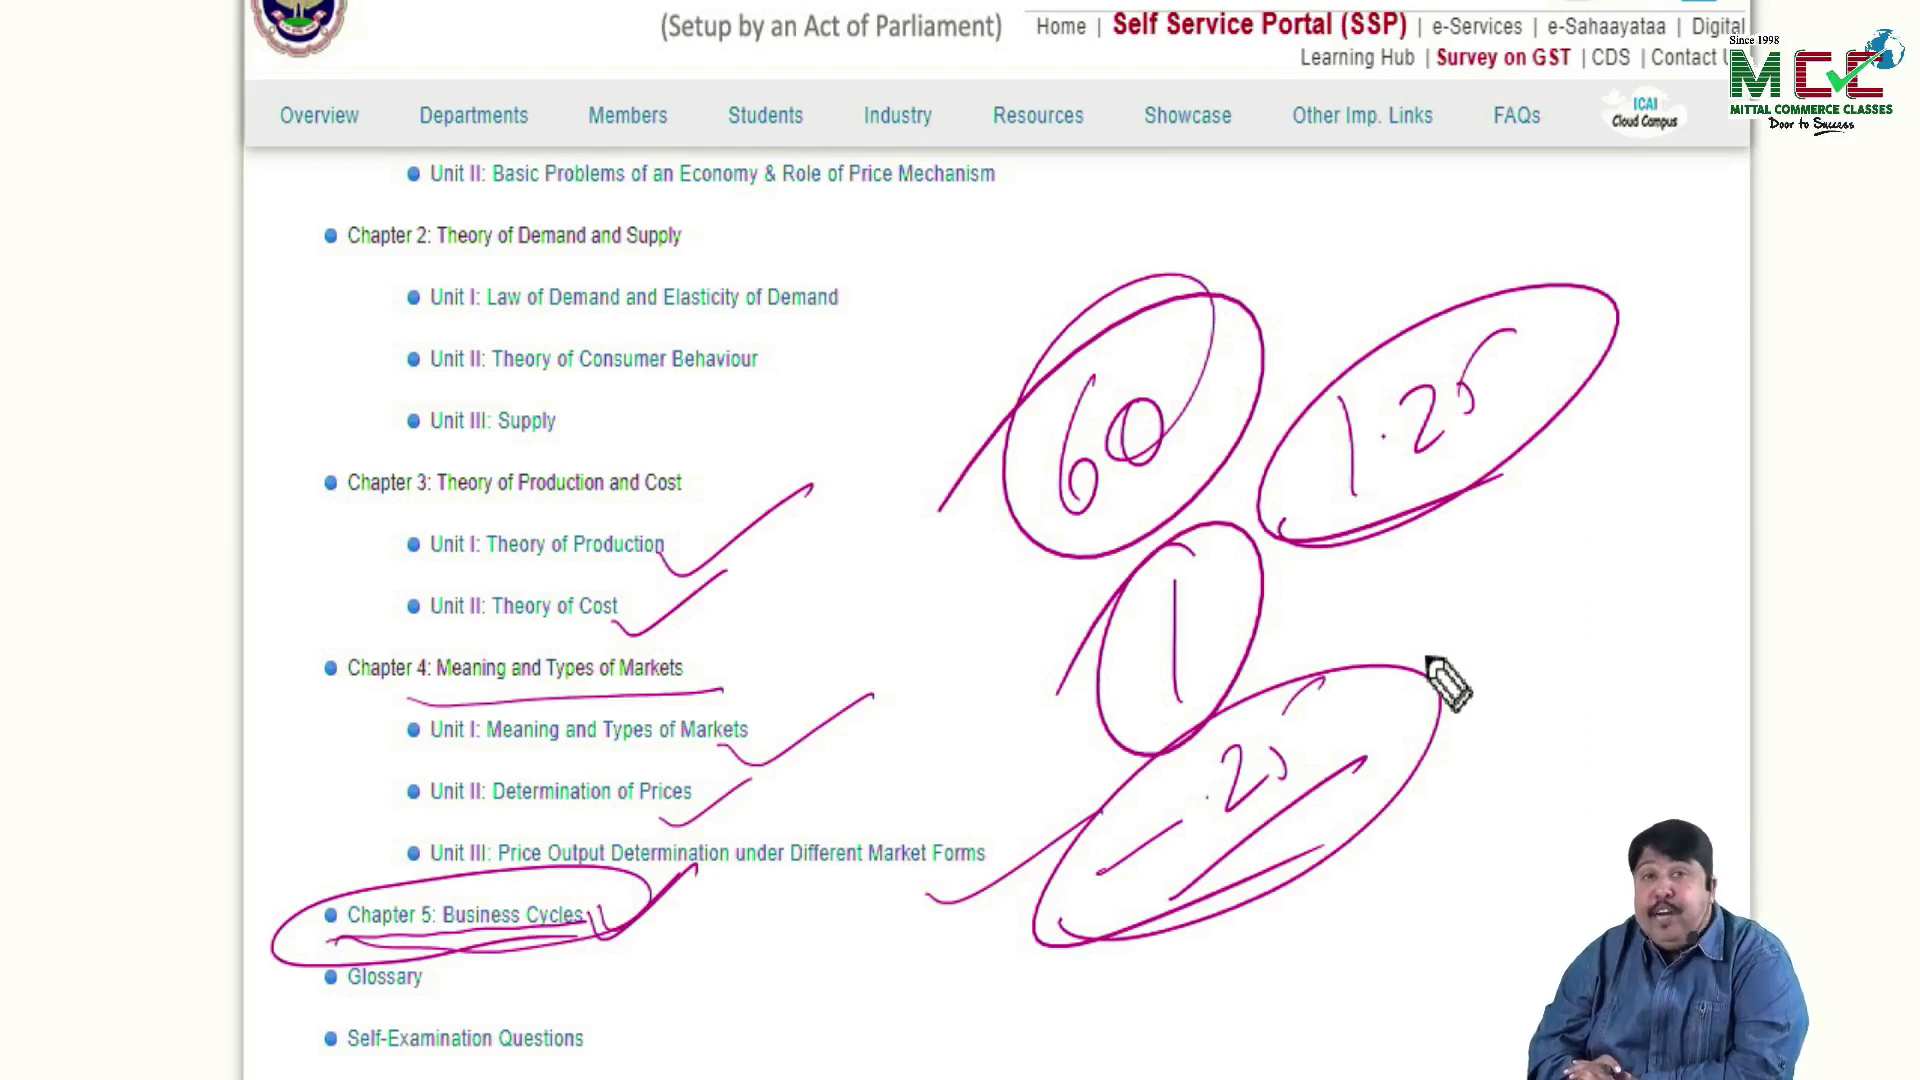 (Setup by an Act of Parliament)
Home | Self Service Portal (SSP) | e-Services | e-Sahaayataa | Digital
Learning Hub | Survey on GST | CDS | Contact U
Since 1998
MCC
MITTAL COMMERCE CLASSES
Door to Success
Overview Departments Members Students Industry Resources Showcase Other Imp. Links FAQs
ICAI
Cloud Campus
Unit II: Basic Problems of an Economy & Role of Price Mechanism
Chapter 2: Theory of Demand and Supply
Unit I: Law of Demand and Elasticity of Demand
Unit II: Theory of Consumer Behaviour
Unit III: Supply
Chapter 3: Theory of Production and Cost
Unit I: Theory of Production
Unit II: Theory of Cost
Chapter 4: Meaning and Types of Markets
Unit I: Meaning and Types of Markets
Unit II: Determination of Prices
Unit III: Price Output Determination under Different Market Forms
Chapter 5: Business Cycles
Glossary
Self-Examination Questions
60
1.25
1
.25